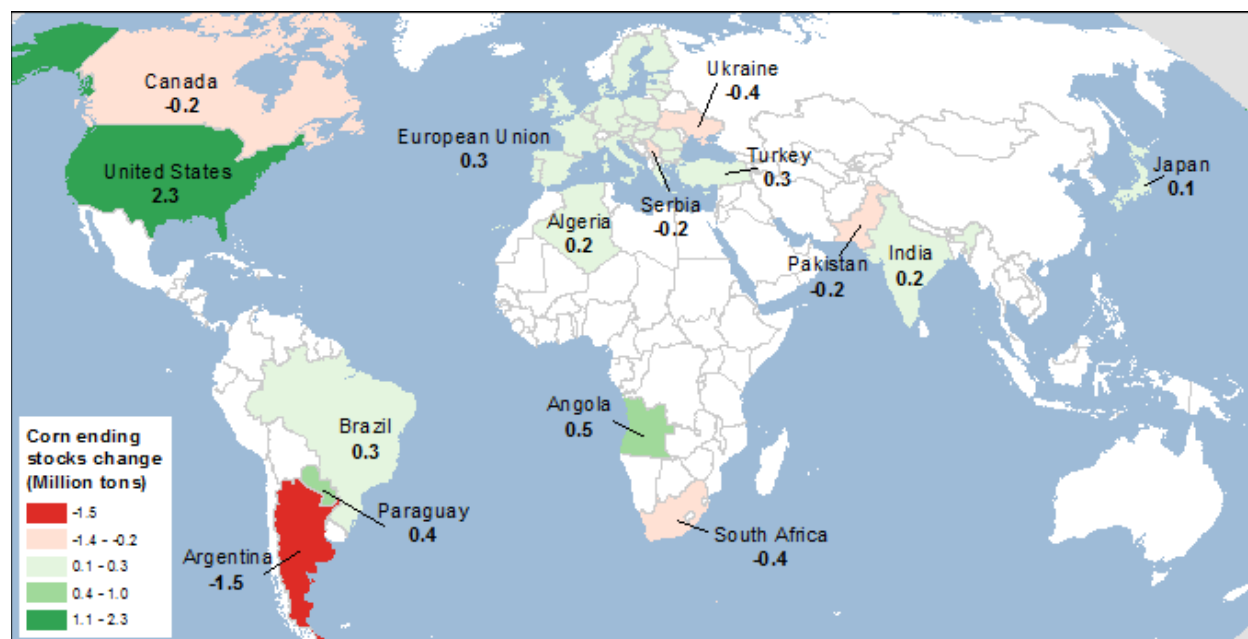 Canada
-0.2
United States
2.3
European Union
0.3
Ukraine
-0.4
Turkey
0.3
Serbia
-0.2
Algeria
0.2
Pakistan
-0.2
India
0.2
Japan
0.1
Brazil
0.3
Paraguay
0.4
Argentina
-1.5
Angola
0.5
South Africa
-0.4
Corn ending
stocks change
(Million tons)
-1.5
-1.4 - -0.2
0.1 - 0.3
0.4 - 1.0
1.1 - 2.3